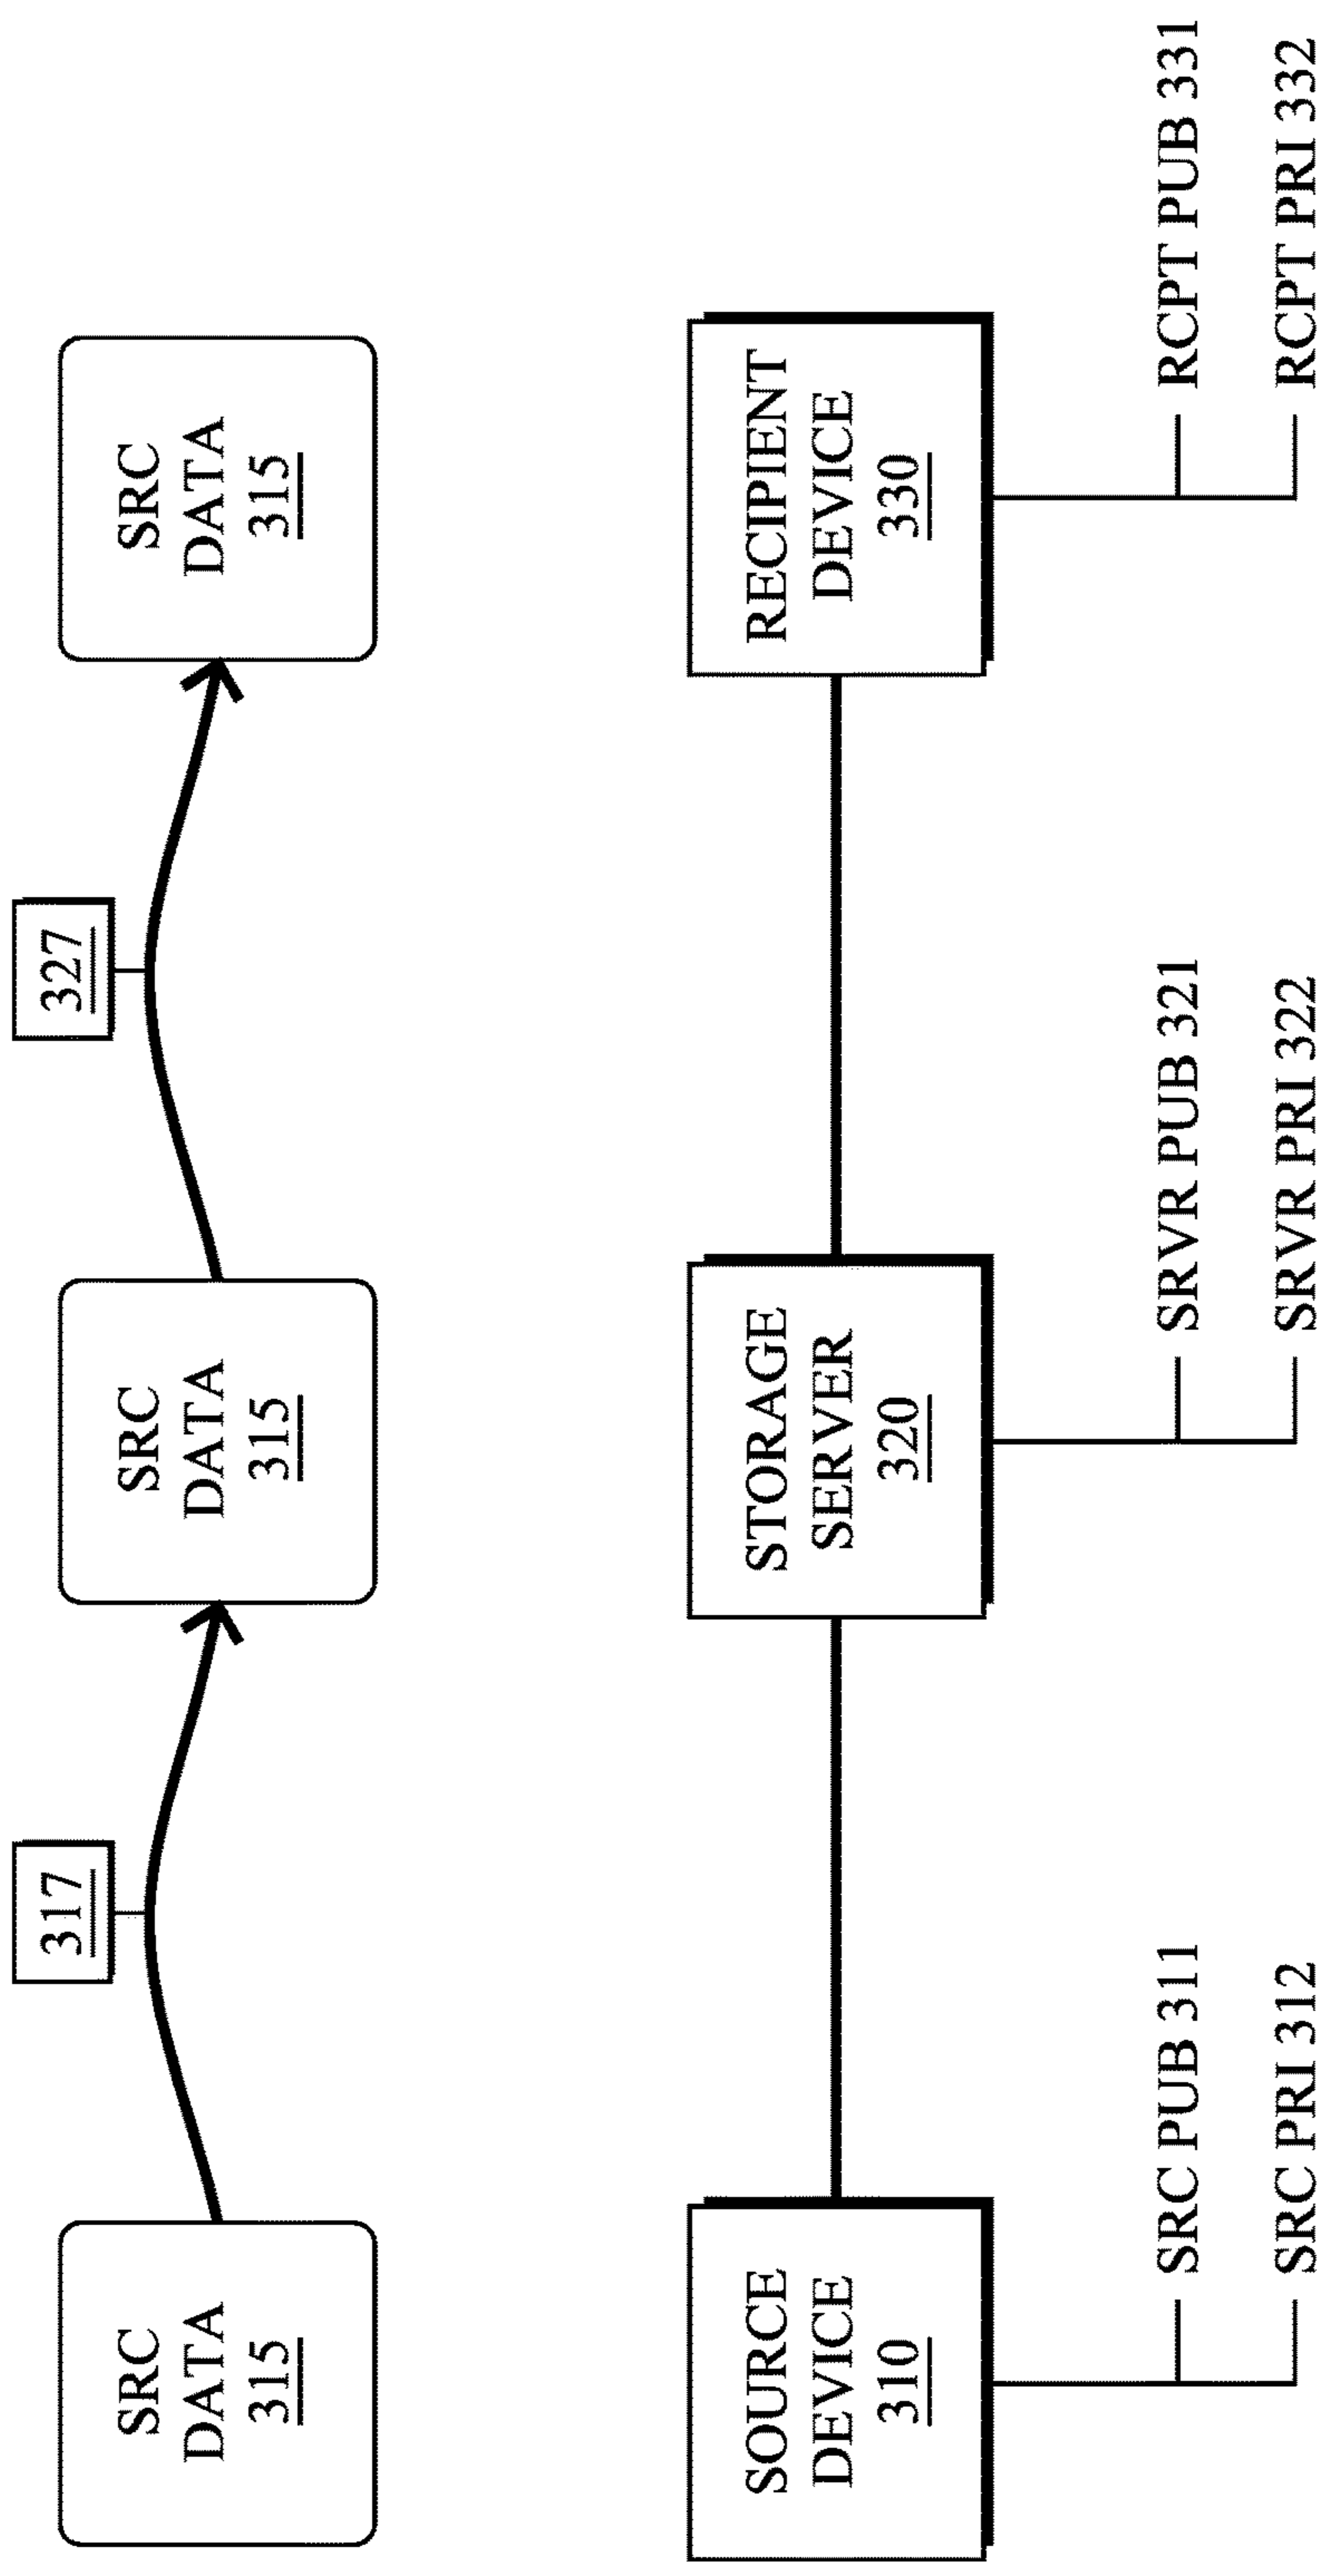 317
327
SRC
DATA
315
SRC
DATA
315
SRC
DATA
315
SOURCE
DEVICE
310
STORAGE
SERVER
320
RECIPIENT
DEVICE
330
SRC PUB 311
SRC PRI 312
SRVR PUB 321
SRVR PRI 322
RCPT PUB 331
RCPT PRI 332